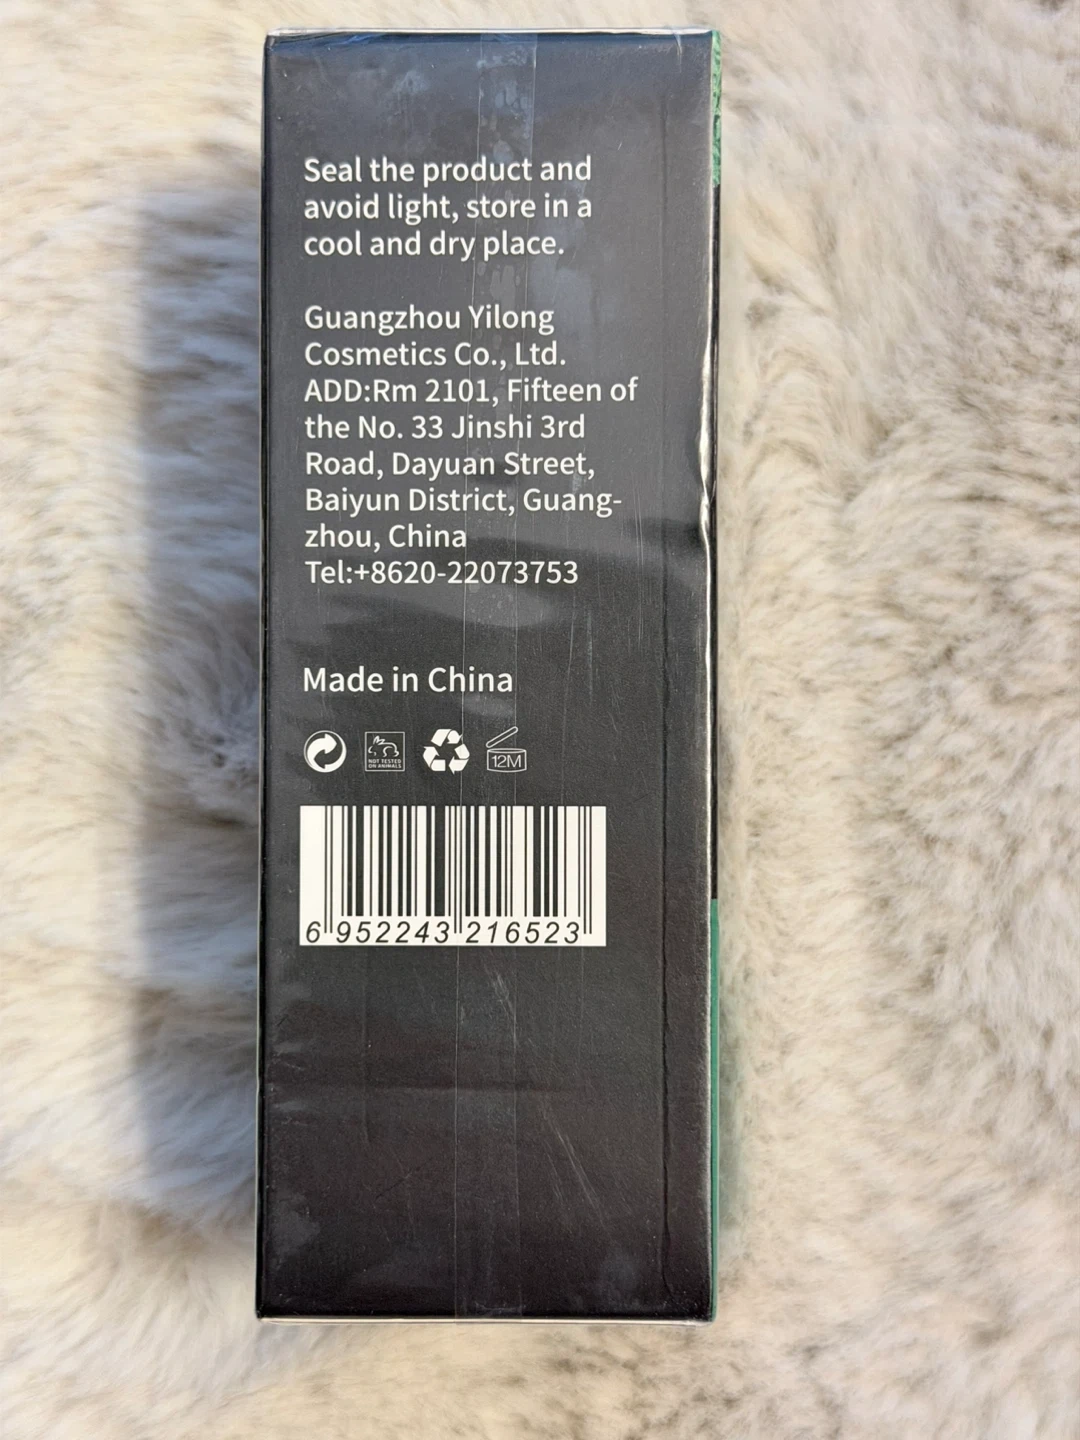 Seal the product and
avoid light, store in a
cool and dry place.
Guangzhou Yilong
Cosmetics Co., Ltd.
ADD:Rm 2101, Fifteen of
the No. 33 Jinshi 3rd
Road, Dayuan Street,
Baiyun District, Guang-
zhou, China
Tel:+8620-22073753
Made in China
NOT TESTED
ON ANIMALS
12M
6 952243 216523